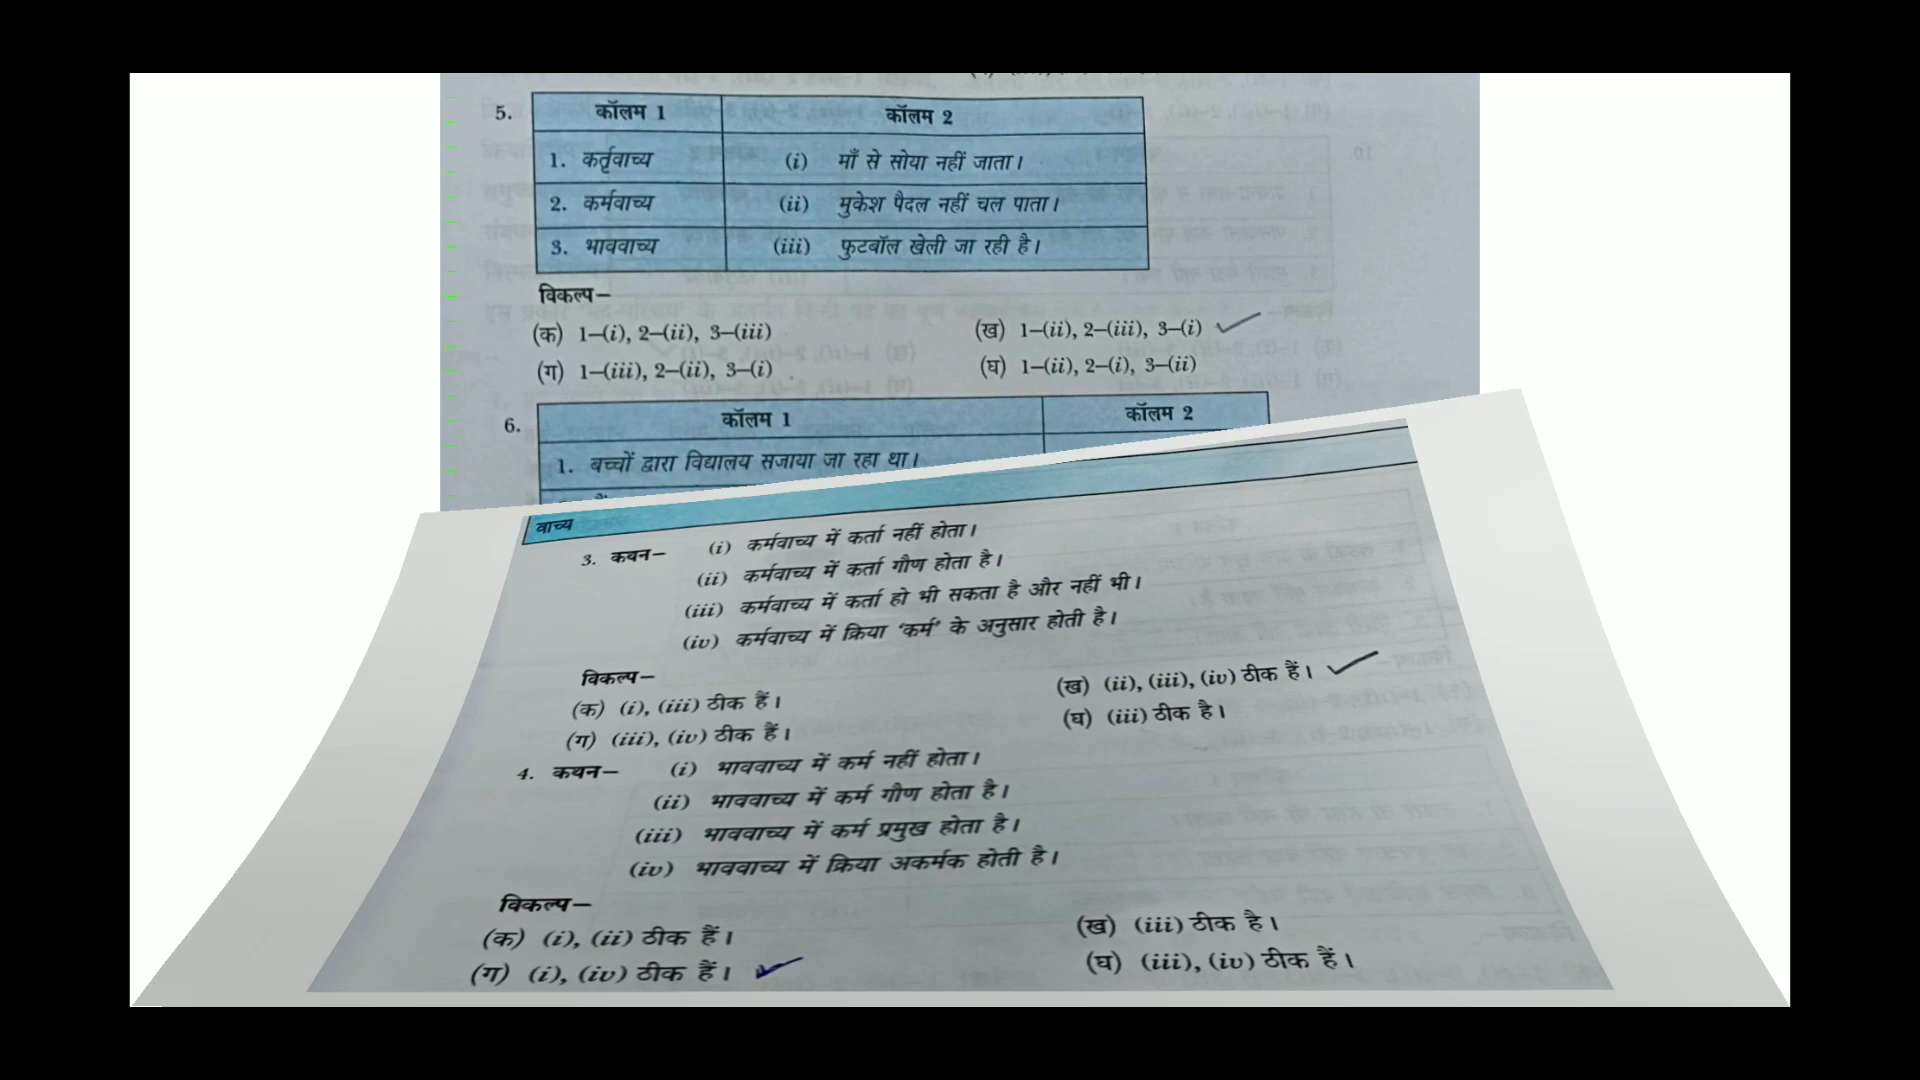 5. कॉलम 1 कॉलम 2
1. कर्तृवाच्य (i) माँ से सोया नहीं जाता।
2. कर्मवाच्य (ii) मुकेश पैदल नहीं चल पाता।
3. भाववाच्य (iii) फुटबॉल खेली जा रही है।
विकल्प–
(क) 1–(i), 2–(ii), 3–(iii) (ख) 1–(ii), 2–(iii), 3–(i)
(ग) 1–(iii), 2–(ii), 3–(i) (घ) 1–(ii), 2–(i), 3–(ii)
6. कॉलम 1 कॉलम 2
1. बच्चों द्वारा विद्यालय सजाया जा रहा था।
वाच्य
3. कथन– (i) कर्मवाच्य में कर्ता नहीं होता।
(ii) कर्मवाच्य में कर्ता गौण होता है।
(iii) कर्मवाच्य में कर्ता हो भी सकता है और नहीं भी।
(iv) कर्मवाच्य में क्रिया ‘कर्म’ के अनुसार होती है।
विकल्प–
(क) (i), (iii) ठीक हैं। (ख) (ii), (iii), (iv) ठीक हैं।
(ग) (iii), (iv) ठीक हैं। (घ) (iii) ठीक है।
4. कथन– (i) भाववाच्य में कर्म नहीं होता।
(ii) भाववाच्य में कर्म गौण होता है।
(iii) भाववाच्य में कर्म प्रमुख होता है।
(iv) भाववाच्य में क्रिया अकर्मक होती है।
विकल्प–
(क) (i), (ii) ठीक हैं। (ख) (iii) ठीक है।
(ग) (i), (iv) ठीक हैं। (घ) (iii), (iv) ठीक हैं।